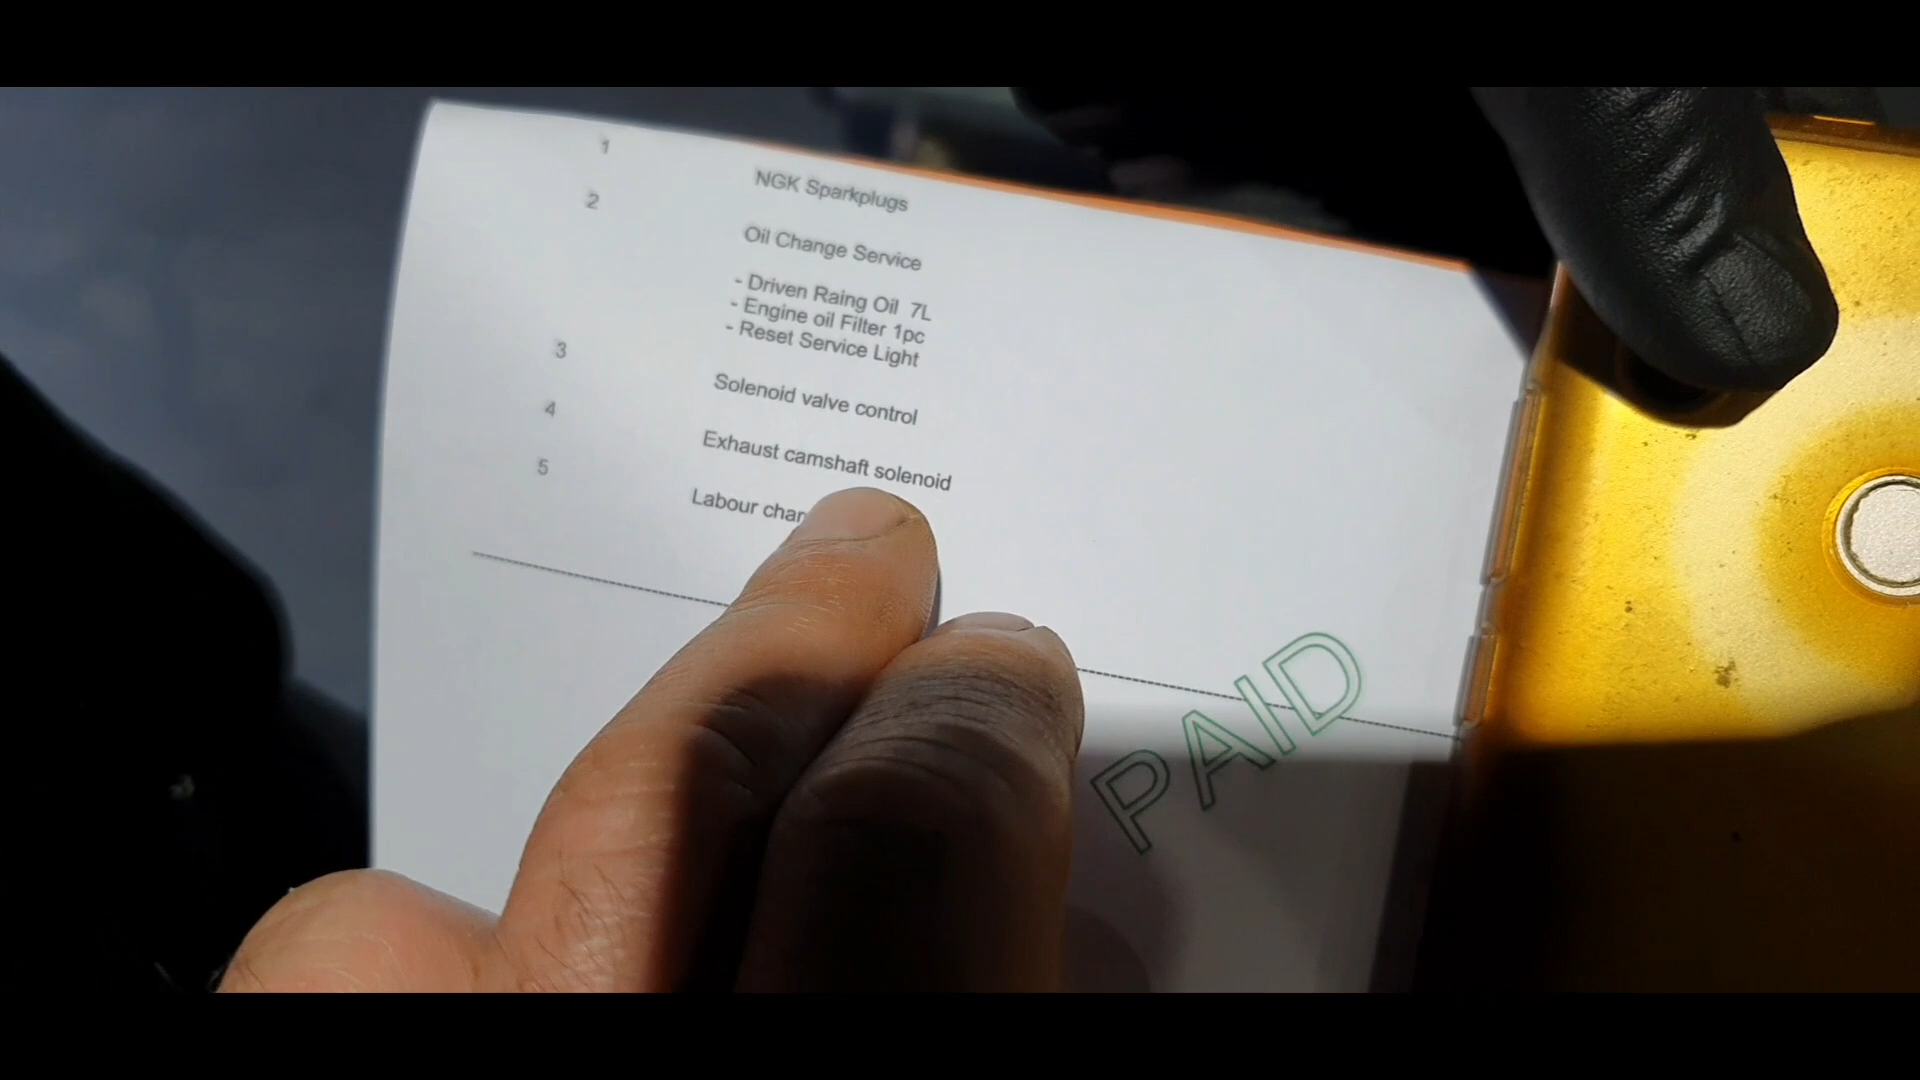 1
NGK Sparkplugs
2
Oil Change Service
- Driven Raing Oil 7L
- Engine oil Filter 1pc
- Reset Service Light
3
Solenoid valve control
4
Exhaust camshaft solenoid
5
Labour
PAID